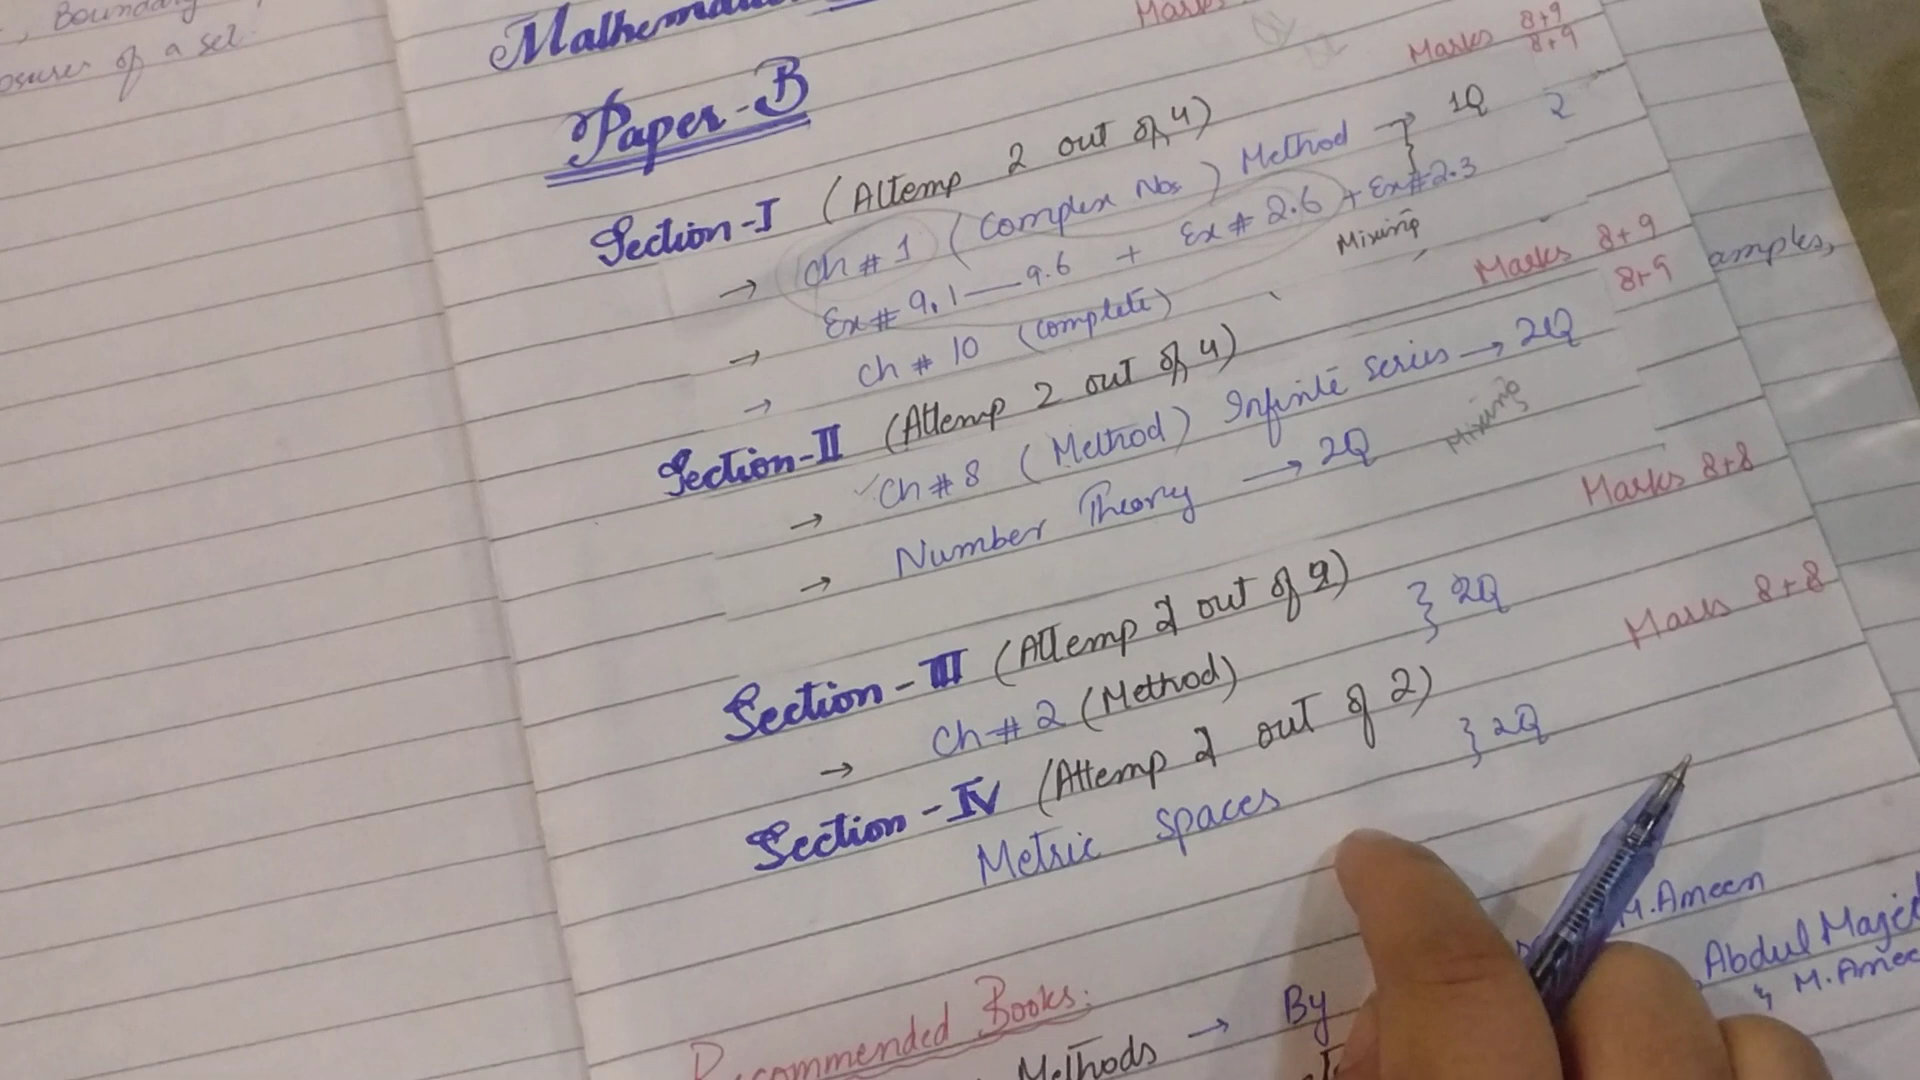 Boundary
of a set.
Paper-B
Marks
Marks 8+9
8+9
Section-I (Attemp 2 out of 4)
→ Ch # 1 (Complex Nos) Method → 1Q
2
→ Ex # 9.1—9.6 + Ex # 2.6 + Ex # 2.3
Mixing
→ Ch # 10 (Complete)
Marks 8+9
8+9
Section-II (Attemp 2 out of 4)
→ Ch # 8 (Method) Infinite Series → 2Q
→ Number Theory → 2Q
Mixing
Marks 8+8
Section-III (Attemp 2 out of 2)
→ Ch # 2 (Method) } 2Q
Marks 8+8
Section-IV (Attemp 2 out of 2)
Metric spaces } 2Q
Recommended Books:
Methods → By
M.Ameen
Abdul